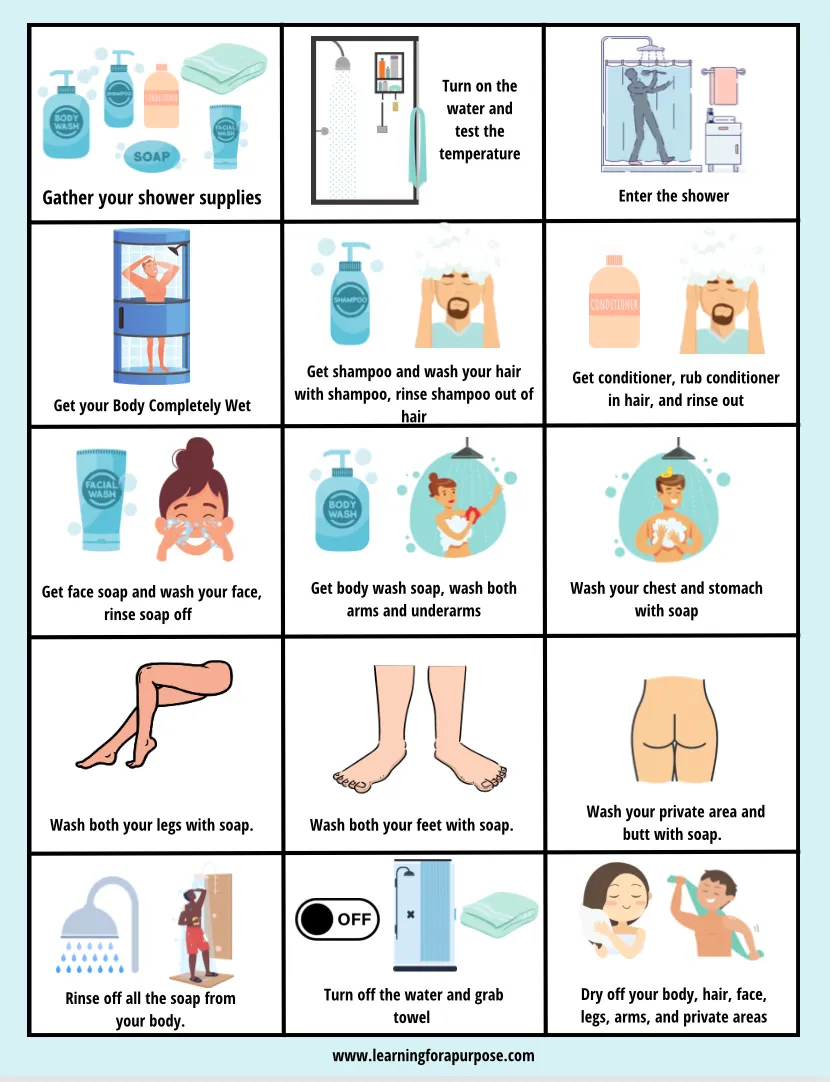 BODY
WASH
SHAMPOO
CONDITIONER
FACIAL
WASH
SOAP
Gather your shower supplies
Turn on the
water and
test the
temperature
Enter the shower
Get your Body Completely Wet
SHAMPOO
Get shampoo and wash your hair
with shampoo, rinse shampoo out of
hair
CONDITIONER
Get conditioner, rub conditioner
in hair, and rinse out
FACIAL
WASH
Get face soap and wash your face,
rinse soap off
BODY
WASH
Get body wash soap, wash both
arms and underarms
Wash your chest and stomach
with soap
Wash both your legs with soap.
Wash both your feet with soap.
Wash your private area and
butt with soap.
Rinse off all the soap from
your body.
OFF
Turn off the water and grab
towel
Dry off your body, hair, face,
legs, arms, and private areas
www.learningforapurpose.com